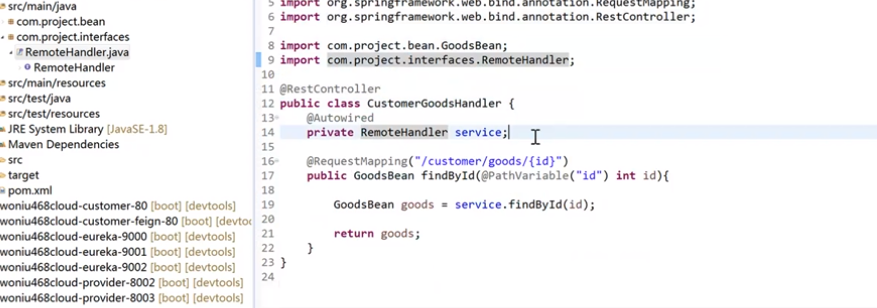 src/main/java
com.project.bean
com.project.interfaces
RemoteHandler.java
RemoteHandler
src/main/resources
src/test/java
src/test/resources
JRE System Library [JavaSE-1.8]
Maven Dependencies
src
target
pom.xml
woniu468cloud-customer-80 [boot] [devtools]
woniu468cloud-customer-feign-80 [boot] [devtoo
woniu468cloud-eureka-9000 [boot] [devtools]
woniu468cloud-eureka-9001 [boot] [devtools]
woniu468cloud-eureka-9002 [boot] [devtools]
woniu468cloud-provider-8002 [boot] [devtools]
woniu468cloud-provider-8003 [boot] [devtools]
5 import org.springframework.web.bind.annotation.RequestMapping;
6 import org.springframework.web.bind.annotation.RestController;
7
8 import com.project.bean.GoodsBean;
9 import com.project.interfaces.RemoteHandler;
10
11 @RestController
12 public class CustomerGoodsHandler {
13 @Autowired
14 private RemoteHandler service;
15
16 @RequestMapping("/customer/goods/{id}")
17 public GoodsBean findById(@PathVariable("id") int id){
18
19 GoodsBean goods = service.findById(id);
20
21 return goods;
22 }
23 }
24